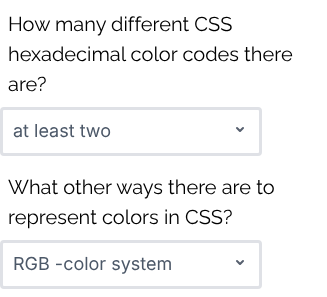 How many different CSS
hexadecimal color codes there
are?
at least two
What other ways there are to
represent colors in CSS?
RGB -color system